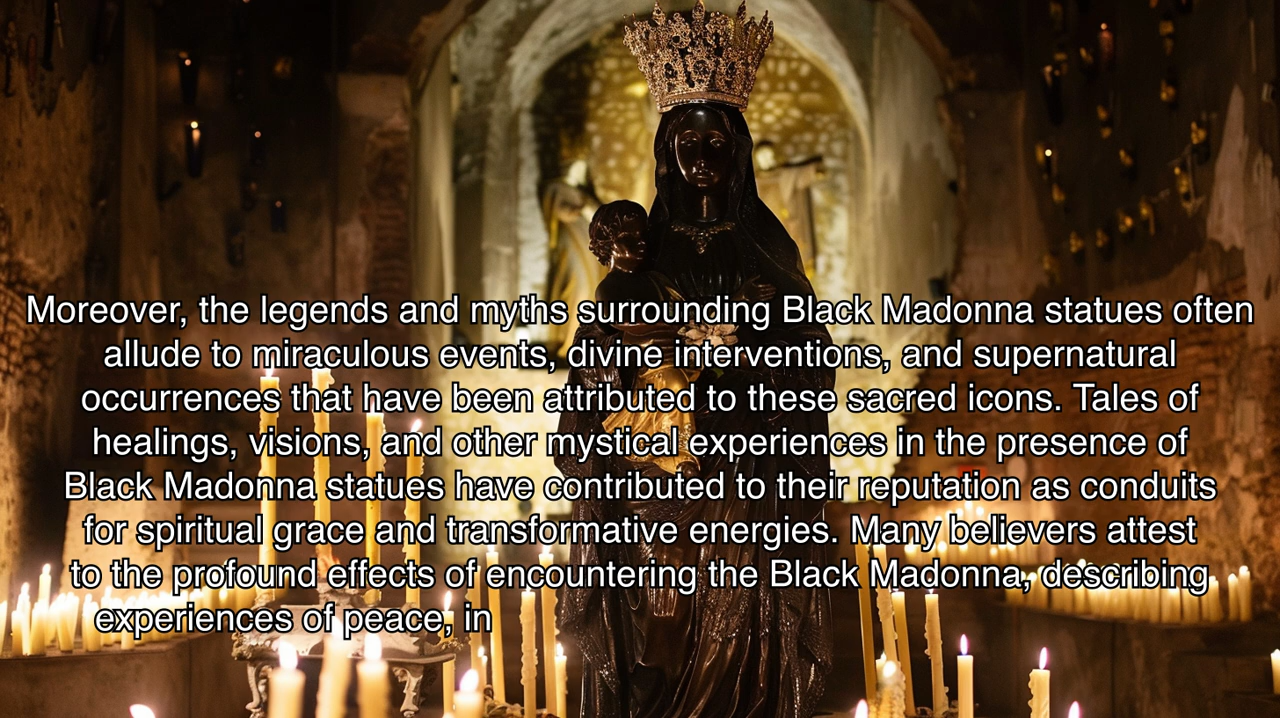 Moreover, the legends and myths surrounding Black Madonna statues often
allude to miraculous events, divine interventions, and supernatural
occurrences that have been attributed to these sacred icons. Tales of
healings, visions, and other mystical experiences in the presence of
Black Madonna statues have contributed to their reputation as conduits
for spiritual grace and transformative energies. Many believers attest
to the profound effects of encountering the Black Madonna, describing
experiences of peace, in